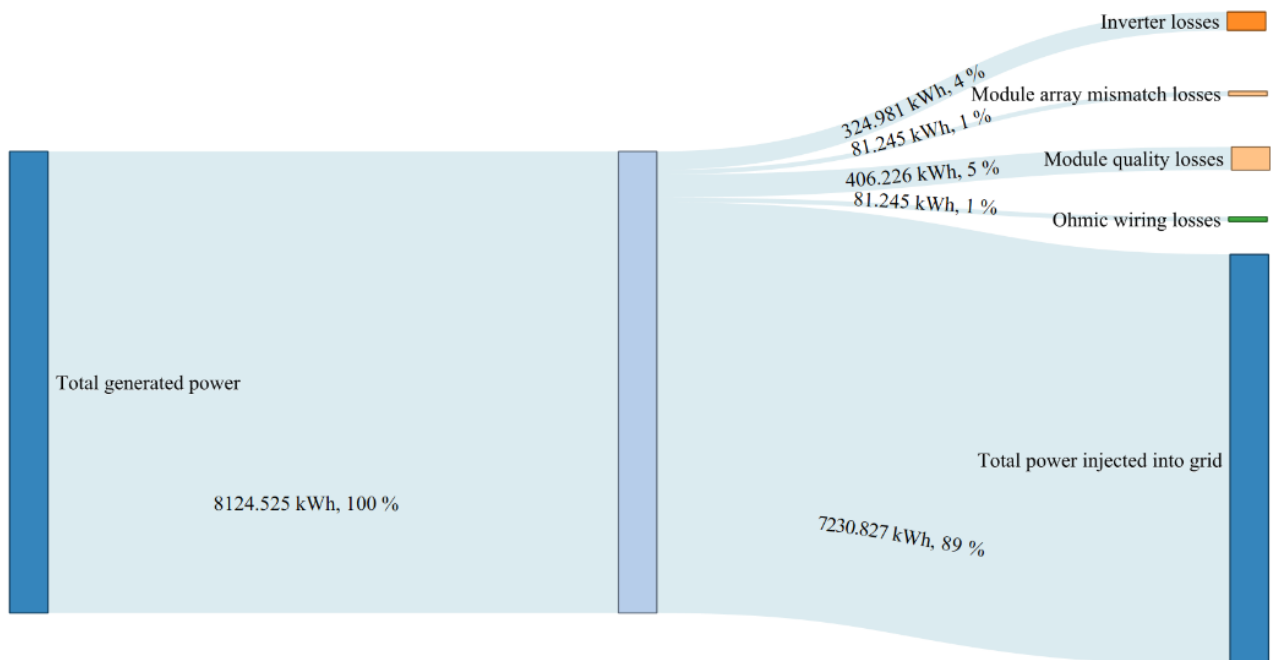 Inverter losses
324.981 kWh, 4 %
Module array mismatch losses
81.245 kWh, 1 %
Module quality losses
406.226 kWh, 5 %
81.245 kWh, 1 %
Ohmic wiring losses
Total generated power
Total power injected into grid
8124.525 kWh, 100 %
7230.827 kWh, 89 %